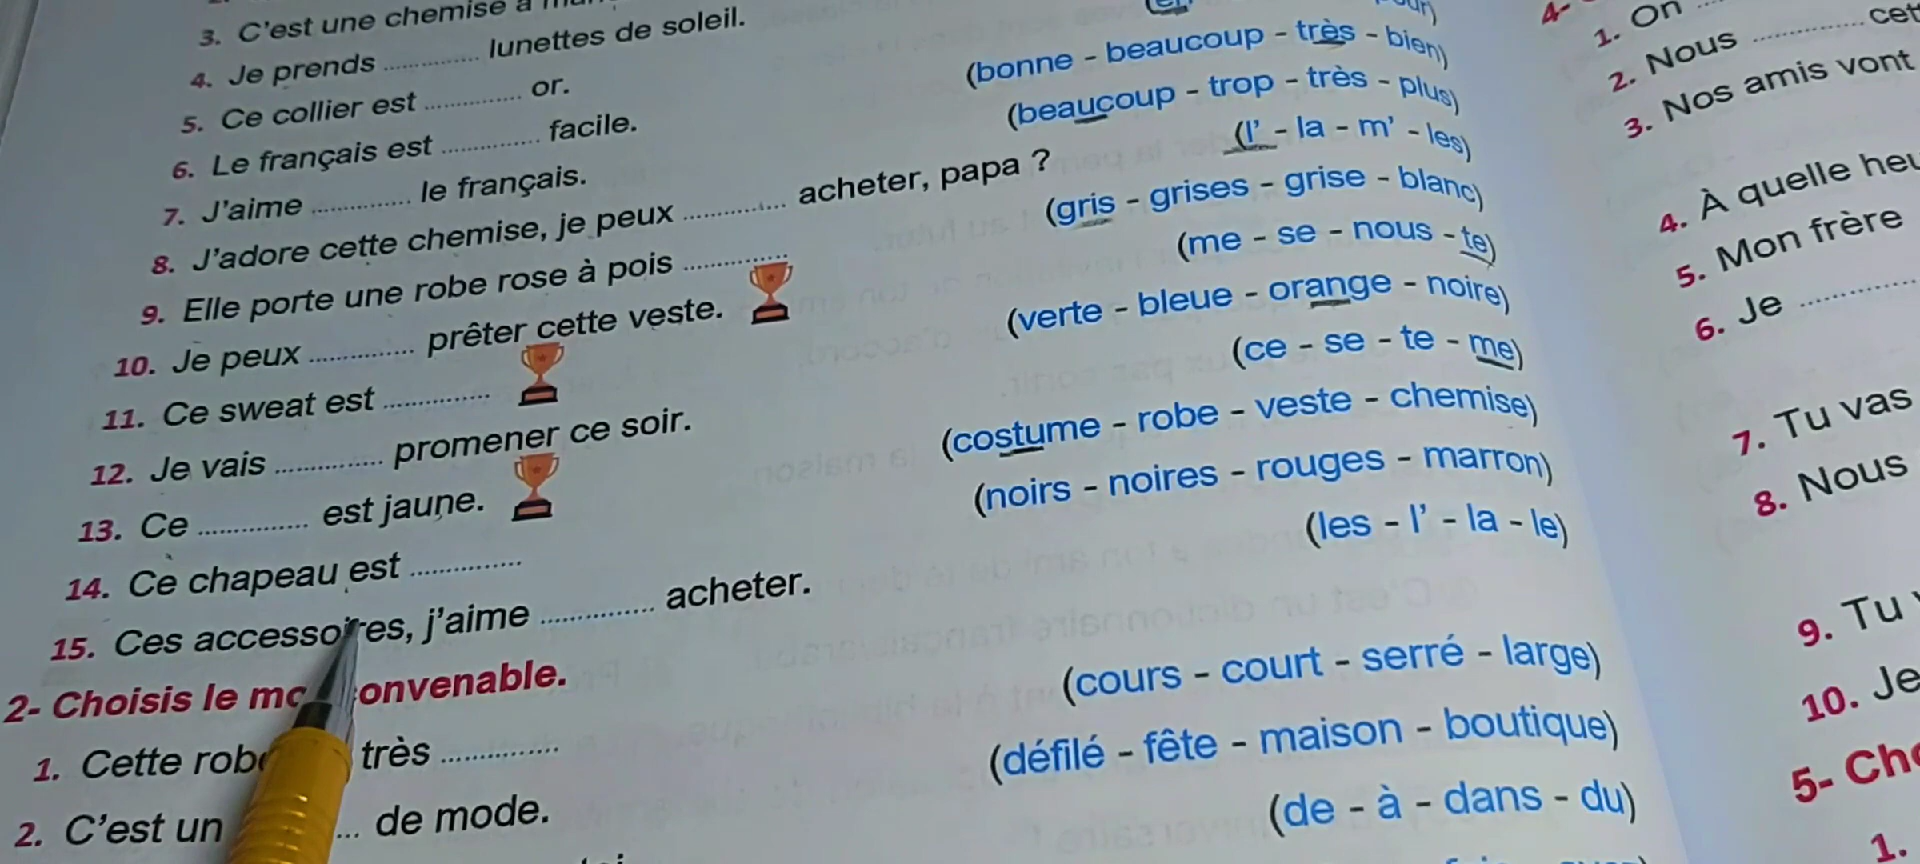 3. C'est une chemise à
4. Je prends ............ lunettes de soleil.
5. Ce collier est ............ or.
6. Le français est ............ facile. (bonne - beaucoup - très - bien)
7. J'aime ............ le français. (beaucoup - trop - très - plus)
8. J'adore cette chemise, je peux ............ acheter, papa ? (l' - la - m' - les)
9. Elle porte une robe rose à pois ............ (gris - grises - grise - blanc)
10. Je peux ............ prêter cette veste. (me - se - nous - te)
11. Ce sweat est ............ (verte - bleue - orange - noire)
12. Je vais ............ promener ce soir. (ce - se - te - me)
13. Ce ............ est jaune. (costume - robe - veste - chemise)
14. Ce chapeau est ............ (noirs - noires - rouges - marron)
15. Ces accessoires, j'aime ............ acheter. (les - l' - la - le)
2- Choisis le convenable.
1. Cette très ............ (cours - court - serré - large)
2. C'est un ... de mode. (défilé - fête - maison - boutique)
(de - à - dans - du)
4-
1. On ......
2. Nous ............ cet
3. Nos amis vont
4. À quelle heu
5. Mon frère
6. Je ............
7. Tu vas
8. Nous
9. Tu
10. Je
5- Cho
1.